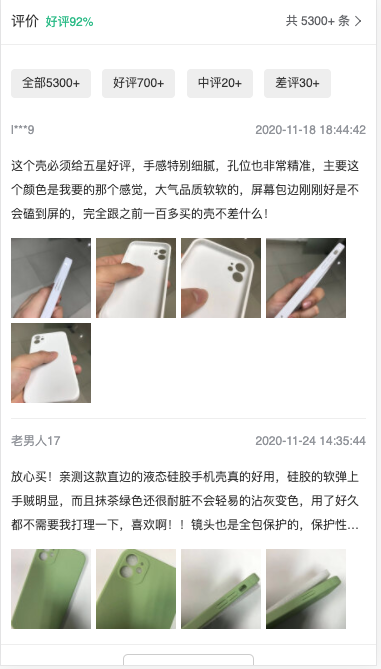 评价 好评92% 共 5300+ 条
全部5300+ 好评700+ 中评20+ 差评30+
l***9 2020-11-18 18:44:42
这个壳必须给五星好评，手感特别细腻，孔位也非常精准，主要这
个颜色是我要的那个感觉，大气品质软软的，屏幕包边刚刚好是不
会磕到屏的，完全跟之前一百多买的壳不差什么！
老男人17 2020-11-24 14:35:44
放心买！亲测这款直边的液态硅胶手机壳真的好用，硅胶的软弹上
手贼明显，而且抹茶绿色还很耐脏不会轻易的沾灰变色，用了好久
都不需要我打理一下，喜欢啊！！镜头也是全包保护的，保护性...